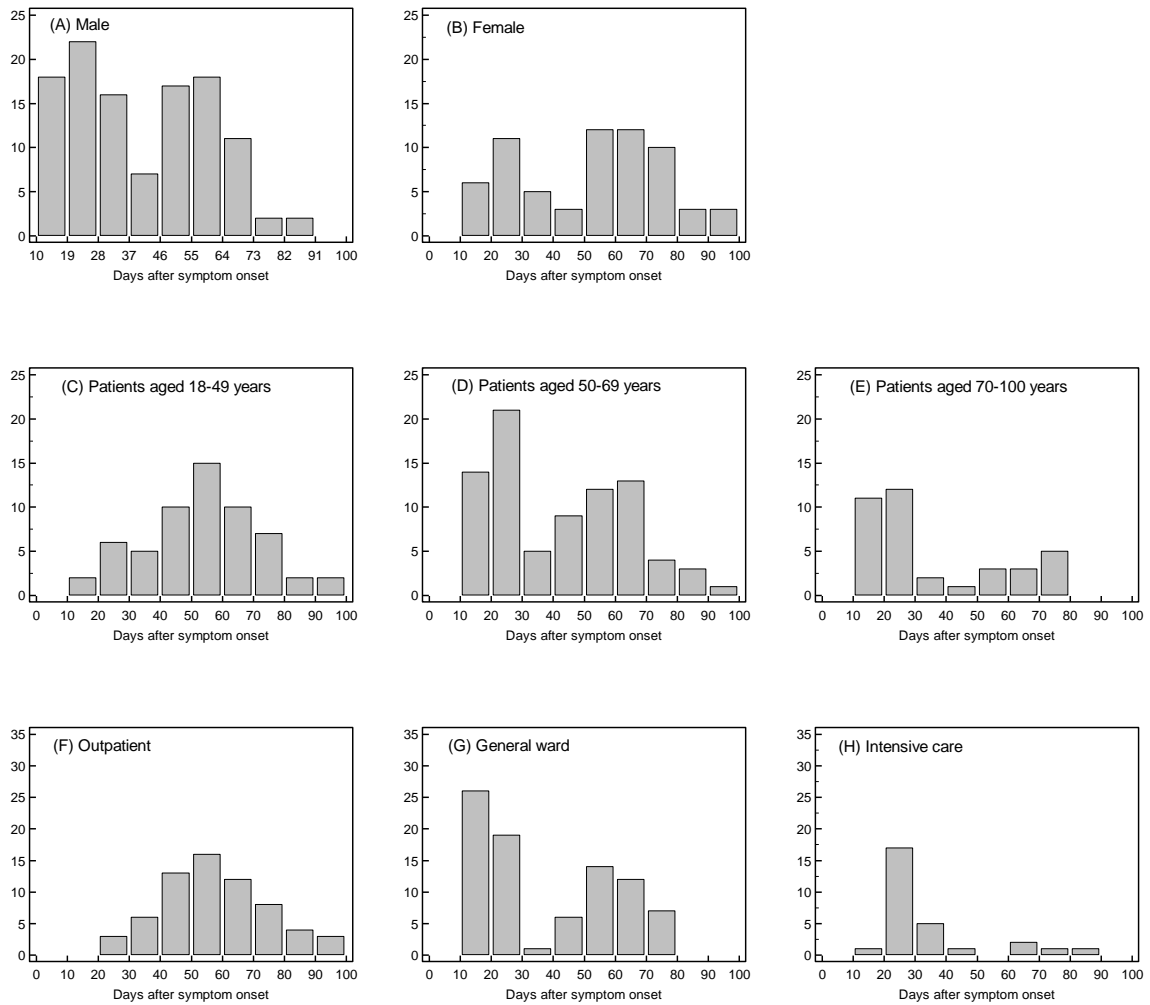 (A) Male
25
20
15
10
5
0
10 19 28 37 46 55 64 73 82 91 100
Days after symptom onset
(B) Female
25
20
15
10
5
0
0 10 20 30 40 50 60 70 80 90 100
Days after symptom onset
(C) Patients aged 18-49 years
25
20
15
10
5
0
0 10 20 30 40 50 60 70 80 90 100
Days after symptom onset
(D) Patients aged 50-69 years
25
20
15
10
5
0
0 10 20 30 40 50 60 70 80 90 100
Days after symptom onset
(E) Patients aged 70-100 years
25
20
15
10
5
0
0 10 20 30 40 50 60 70 80 90 100
Days after symptom onset
(F) Outpatient
35
30
25
20
15
10
5
0
0 10 20 30 40 50 60 70 80 90 100
Days after symptom onset
(G) General ward
35
30
25
20
15
10
5
0
0 10 20 30 40 50 60 70 80 90 100
Days after symptom onset
(H) Intensive care
35
30
25
20
15
10
5
0
0 10 20 30 40 50 60 70 80 90 100
Days after symptom onset